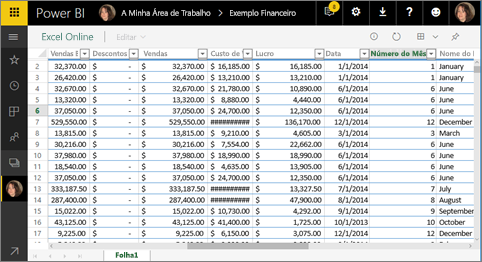 Power BI A Minha Área de Trabalho > Exemplo Financeiro 6
Excel Online Editar
Vendas B Descontos Vendas Custo de Lucro Data Número do Mês Nome do
2 32,370.00 $ - $ 32,370.00 $ 16,185.00 $ 16,185.00 1/1/2014 1 January
3 26,420.00 $ - $ 26,420.00 $ 13,210.00 $ 13,210.00 1/1/2014 1 January
4 32,670.00 $ - $ 32,670.00 $ 21,780.00 $ 10,890.00 6/1/2014 6 June
5 13,320.00 $ - $ 13,320.00 $ 8,880.00 $ 4,440.00 6/1/2014 6 June
6 37,050.00 $ - $ 37,050.00 $ 24,700.00 $ 12,350.00 6/1/2014 6 June
7 529,550.00 $ - $ 529,550.00 ########## $ 136,170.00 12/1/2014 12 December
8 13,815.00 $ - $ 13,815.00 $ 9,210.00 $ 4,605.00 3/1/2014 3 March
9 30,216.00 $ - $ 30,216.00 $ 7,554.00 $ 22,662.00 6/1/2014 6 June
10 37,980.00 $ - $ 37,980.00 $ 18,990.00 $ 18,990.00 6/1/2014 6 June
11 18,540.00 $ - $ 18,540.00 $ 4,635.00 $ 13,905.00 6/1/2014 6 June
12 37,050.00 $ - $ 37,050.00 $ 24,700.00 $ 12,350.00 6/1/2014 6 June
13 333,187.50 $ - $ 333,187.50 ########## $ 13,327.50 7/1/2014 7 July
14 287,400.00 $ - $ 287,400.00 ########## $ 47,900.00 8/1/2014 8 August
15 15,022.00 $ - $ 15,022.00 $ 10,730.00 $ 4,292.00 9/1/2014 9 September
16 43,125.00 $ - $ 43,125.00 $ 41,400.00 $ 1,725.00 10/1/2013 10 October
17 9,225.00 $ - $ 9,225.00 $ 6,150.00 $ 3,075.00 12/1/2014 12 December
Folha1